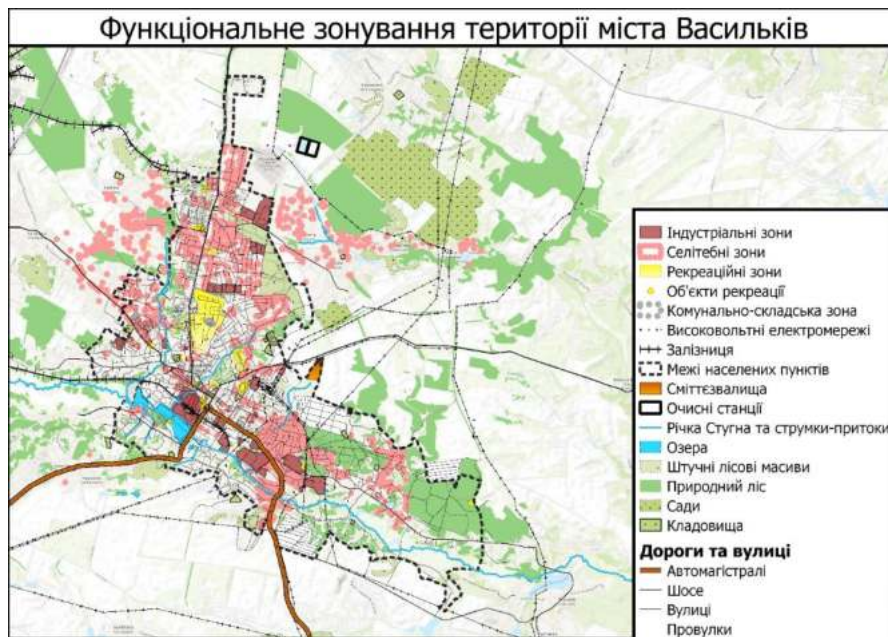 Функціональне зонування території міста Васильків
Індустріальні зони
Селітебні зони
Рекреаційні зони
Об'єкти рекреації
Комунально-складська зона
Високовольтні електромережі
Залізниця
Межі населених пунктів
Сміттєзвалища
Очисні станції
Річка Стугна та струмки-притоки
Озера
Штучні лісові масиви
Природний ліс
Сади
Кладовища
Дороги та вулиці
Автомагістралі
Шосе
Вулиці
Провулки